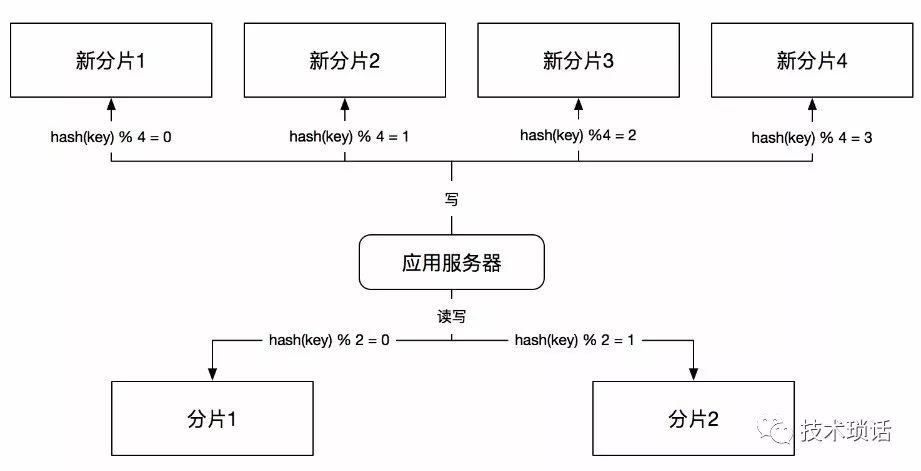 新分片1
新分片2
新分片3
新分片4
hash(key) % 4 = 0
hash(key) % 4 = 1
hash(key) %4 = 2
hash(key) % 4 = 3
写
应用服务器
读写
hash(key) % 2 = 0
hash(key) % 2 = 1
分片1
分片2
技术琐话